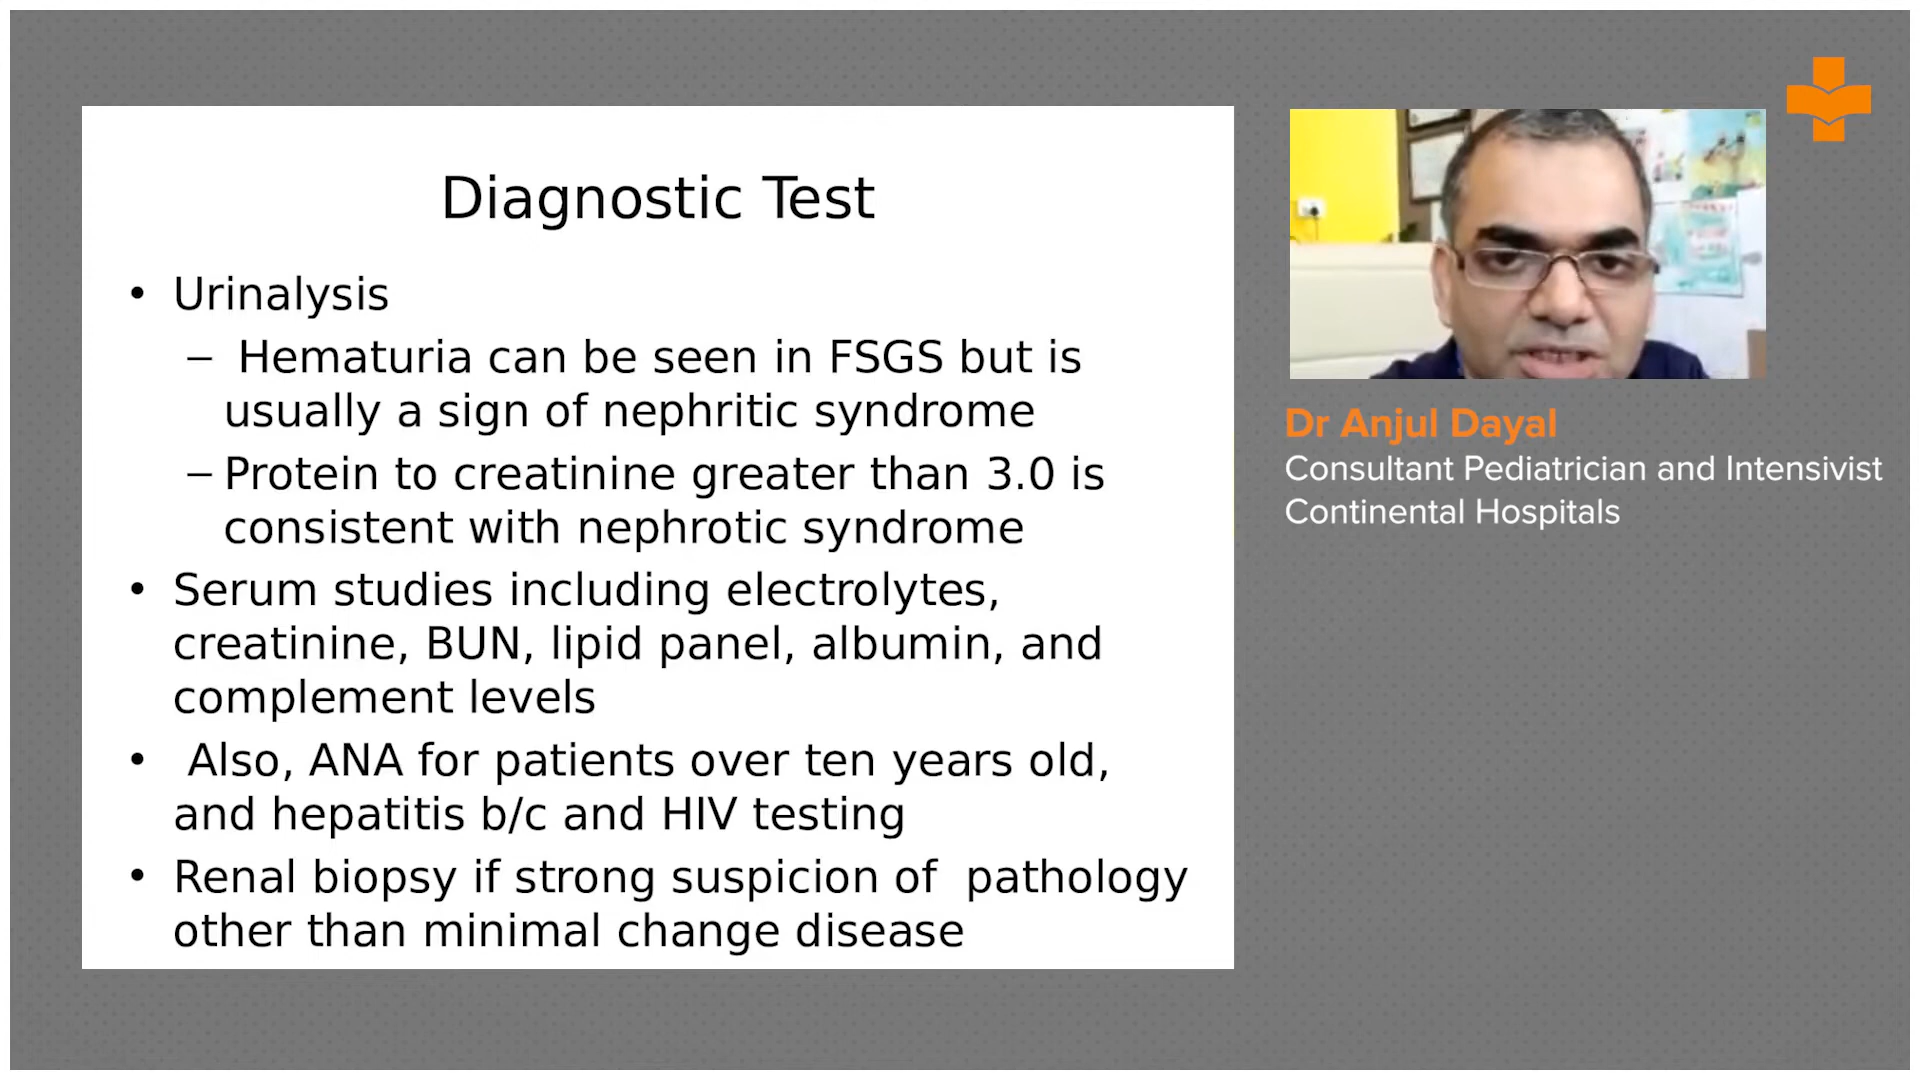 Diagnostic Test
• Urinalysis
– Hematuria can be seen in FSGS but is
usually a sign of nephritic syndrome
– Protein to creatinine greater than 3.0 is
consistent with nephrotic syndrome
• Serum studies including electrolytes,
creatinine, BUN, lipid panel, albumin, and
complement levels
• Also, ANA for patients over ten years old,
and hepatitis b/c and HIV testing
• Renal biopsy if strong suspicion of pathology
other than minimal change disease
Dr Anjul Dayal
Consultant Pediatrician and Intensivist
Continental Hospitals